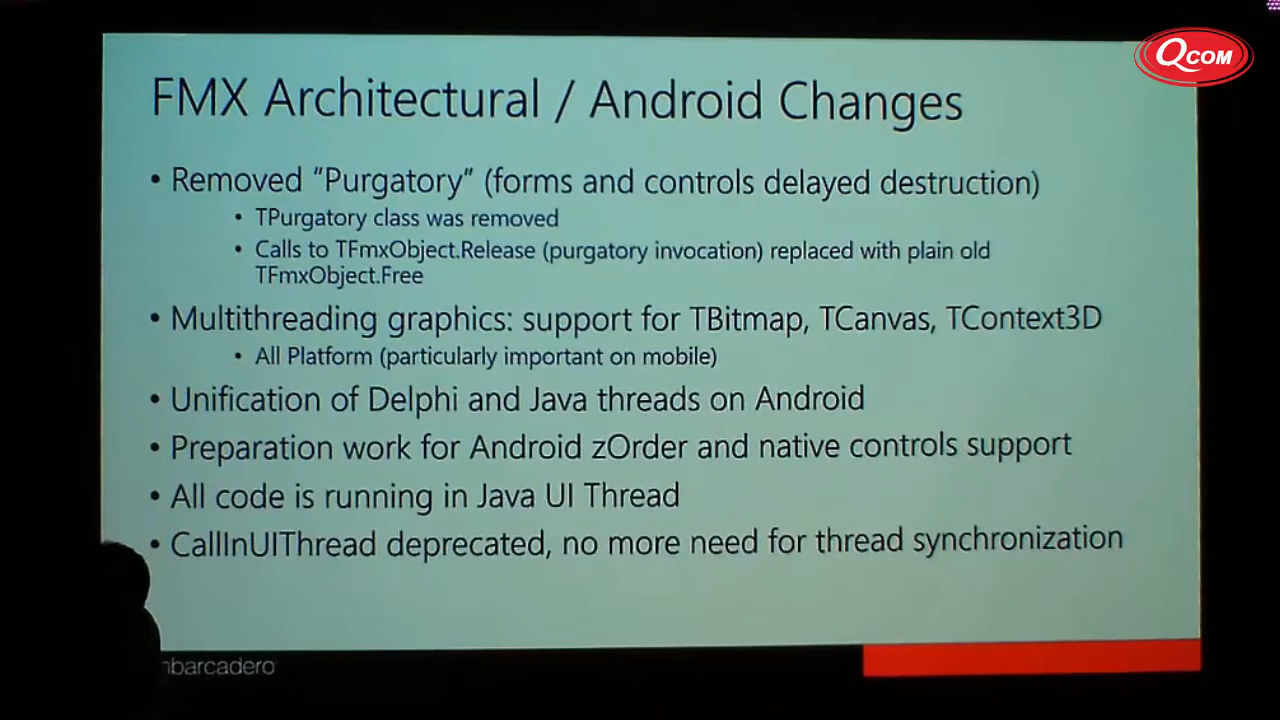 QCOM
FMX Architectural / Android Changes
• Removed “Purgatory” (forms and controls delayed destruction)
• TPurgatory class was removed
• Calls to TFmxObject.Release (purgatory invocation) replaced with plain old
TFmxObject.Free
• Multithreading graphics: support for TBitmap, TCanvas, TContext3D
• All Platform (particularly important on mobile)
• Unification of Delphi and Java threads on Android
• Preparation work for Android zOrder and native controls support
• All code is running in Java UI Thread
• CallInUIThread deprecated, no more need for thread synchronization
mbarcadero